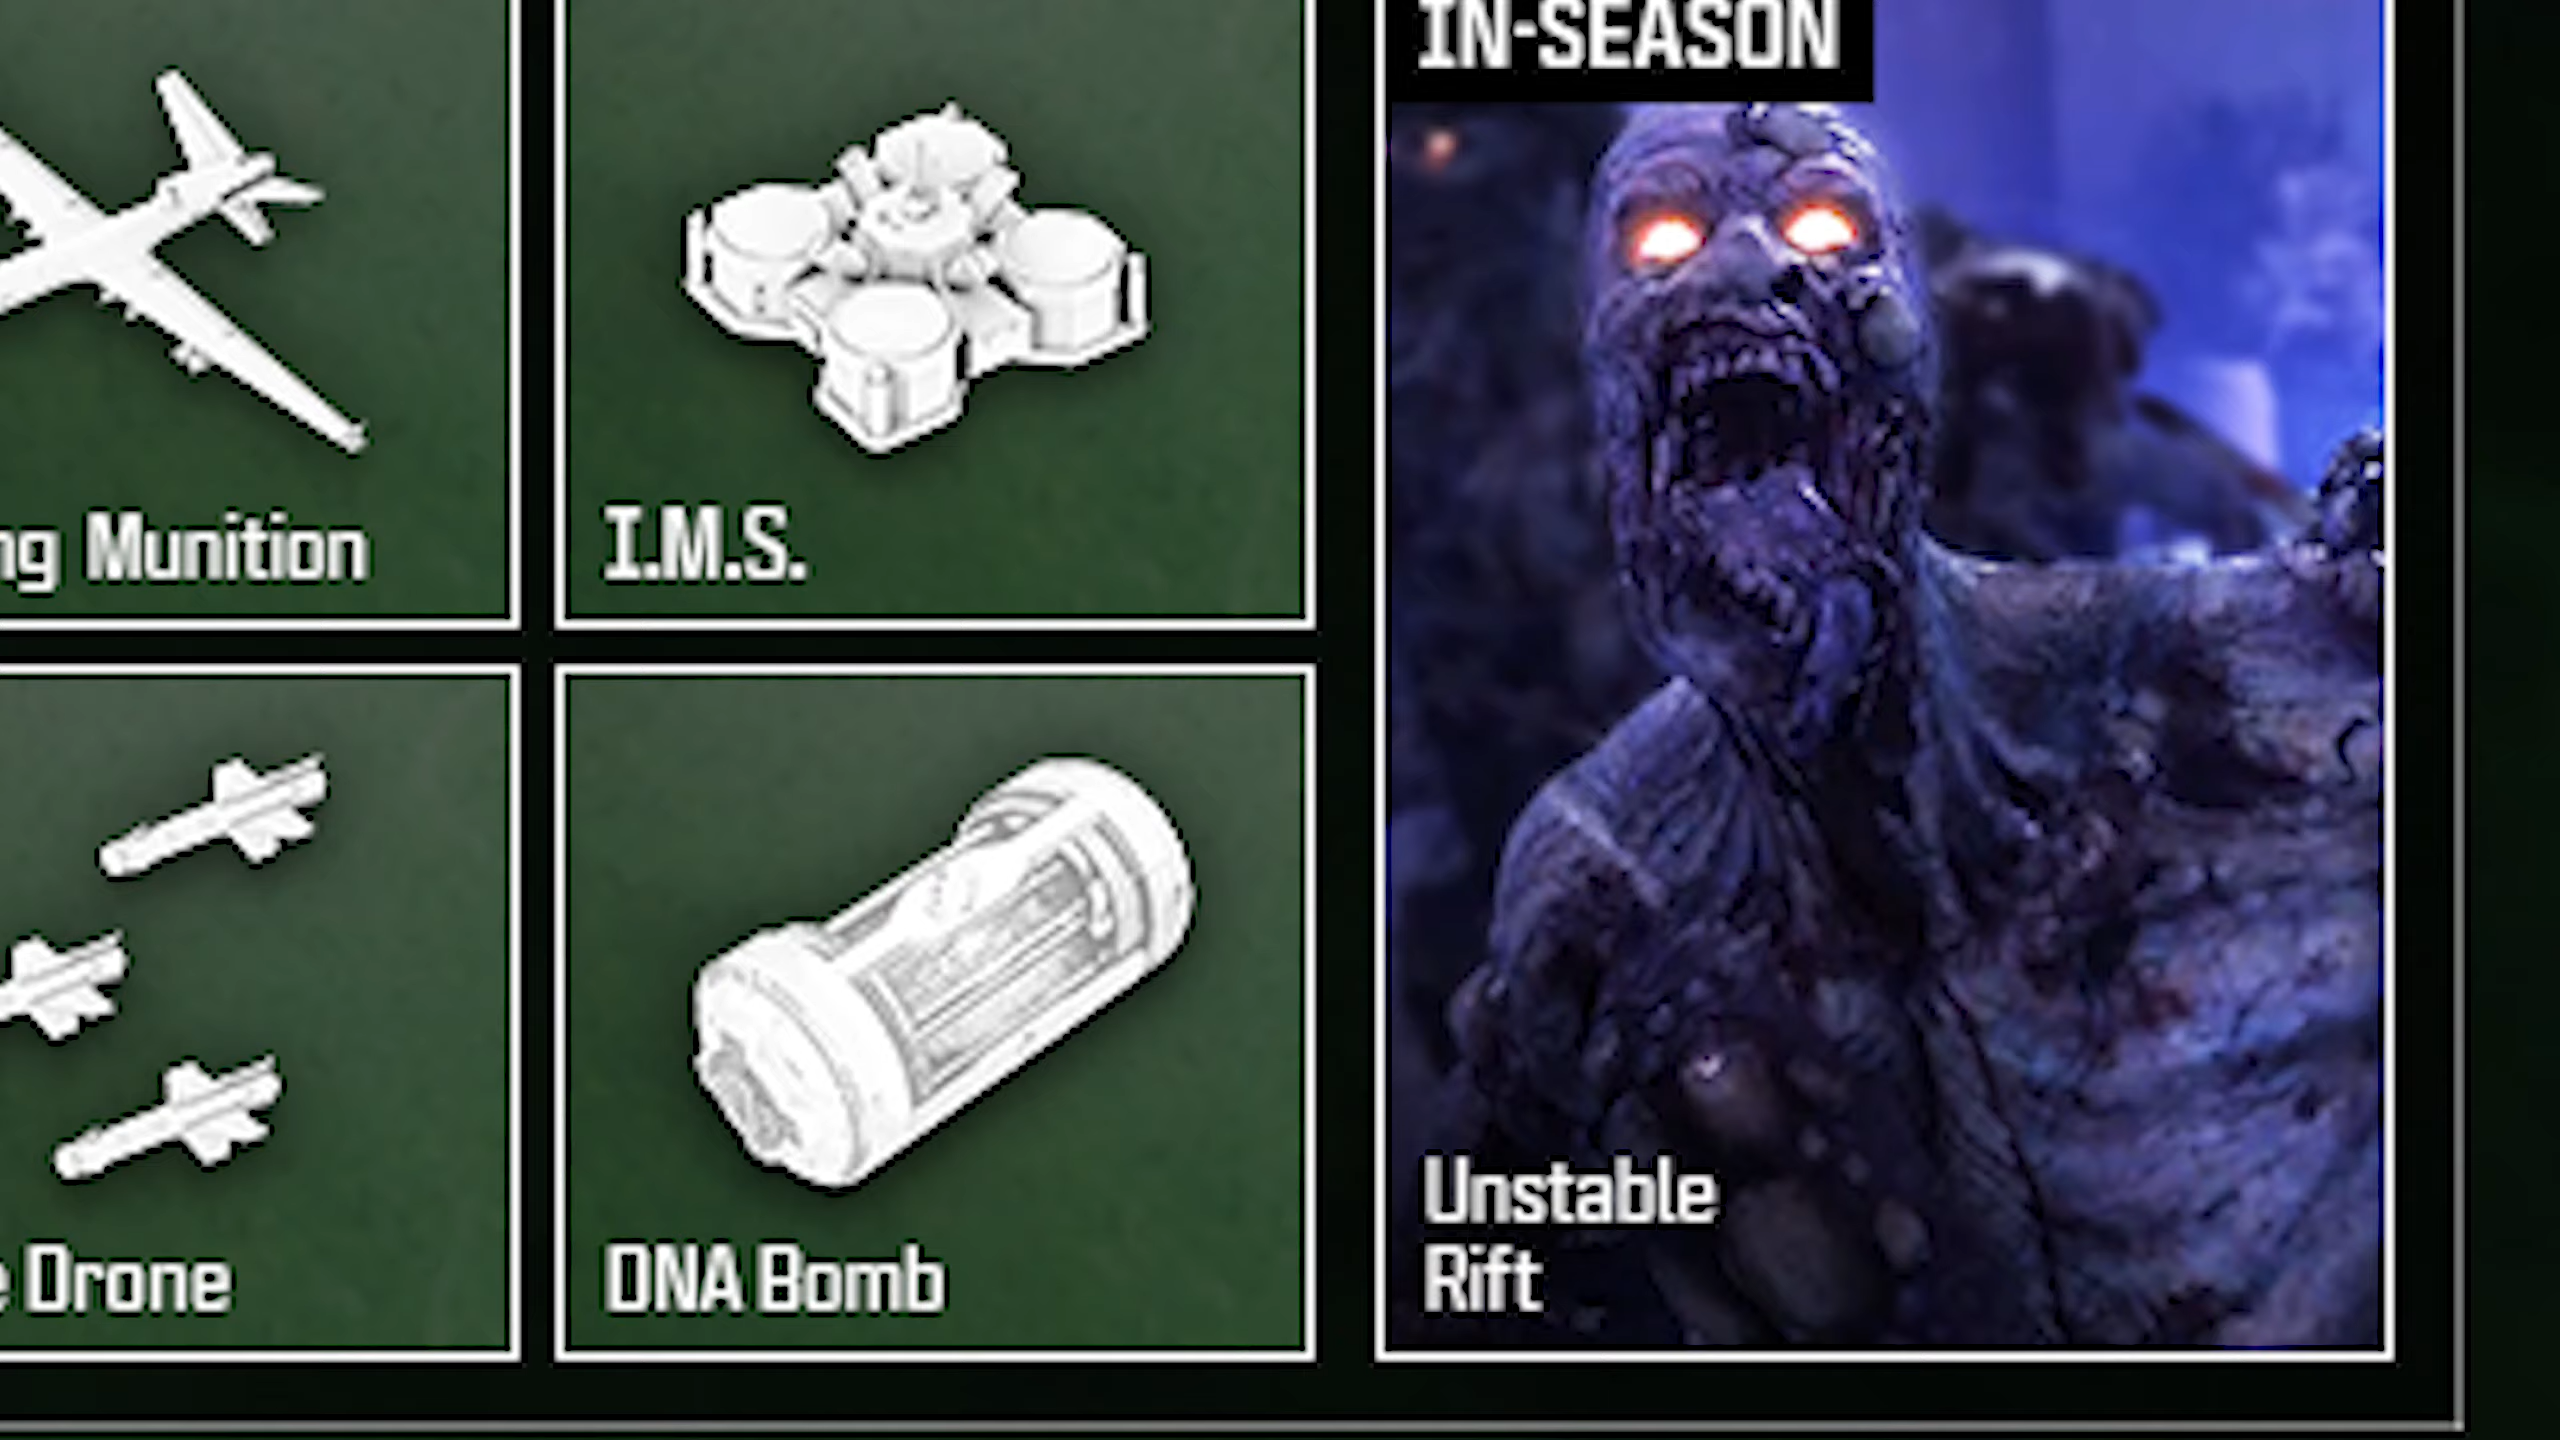 IN-SEASON
ng Munition
I.M.S.
e Drone
DNA Bomb
Unstable
Rift